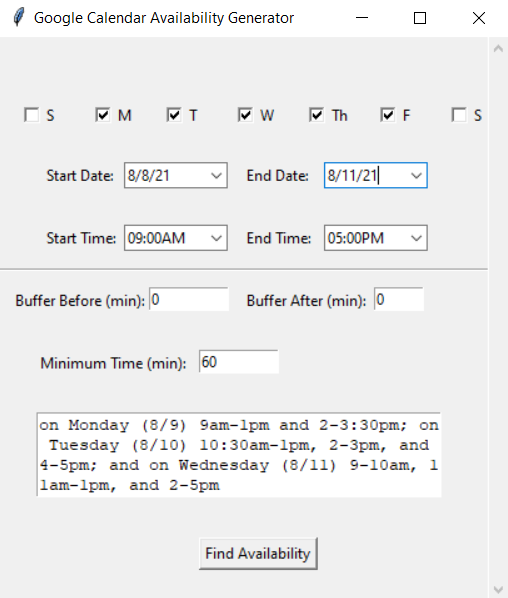 Google Calendar Availability Generator
S M T W Th F S
Start Date: 8/8/21 End Date: 8/11/21
Start Time: 09:00AM End Time: 05:00PM
Buffer Before (min): 0 Buffer After (min): 0
Minimum Time (min): 60
on Monday (8/9) 9am-1pm and 2-3:30pm; on
Tuesday (8/10) 10:30am-1pm, 2-3pm, and
4-5pm; and on Wednesday (8/11) 9-10am, 1
1am-1pm, and 2-5pm
Find Availability